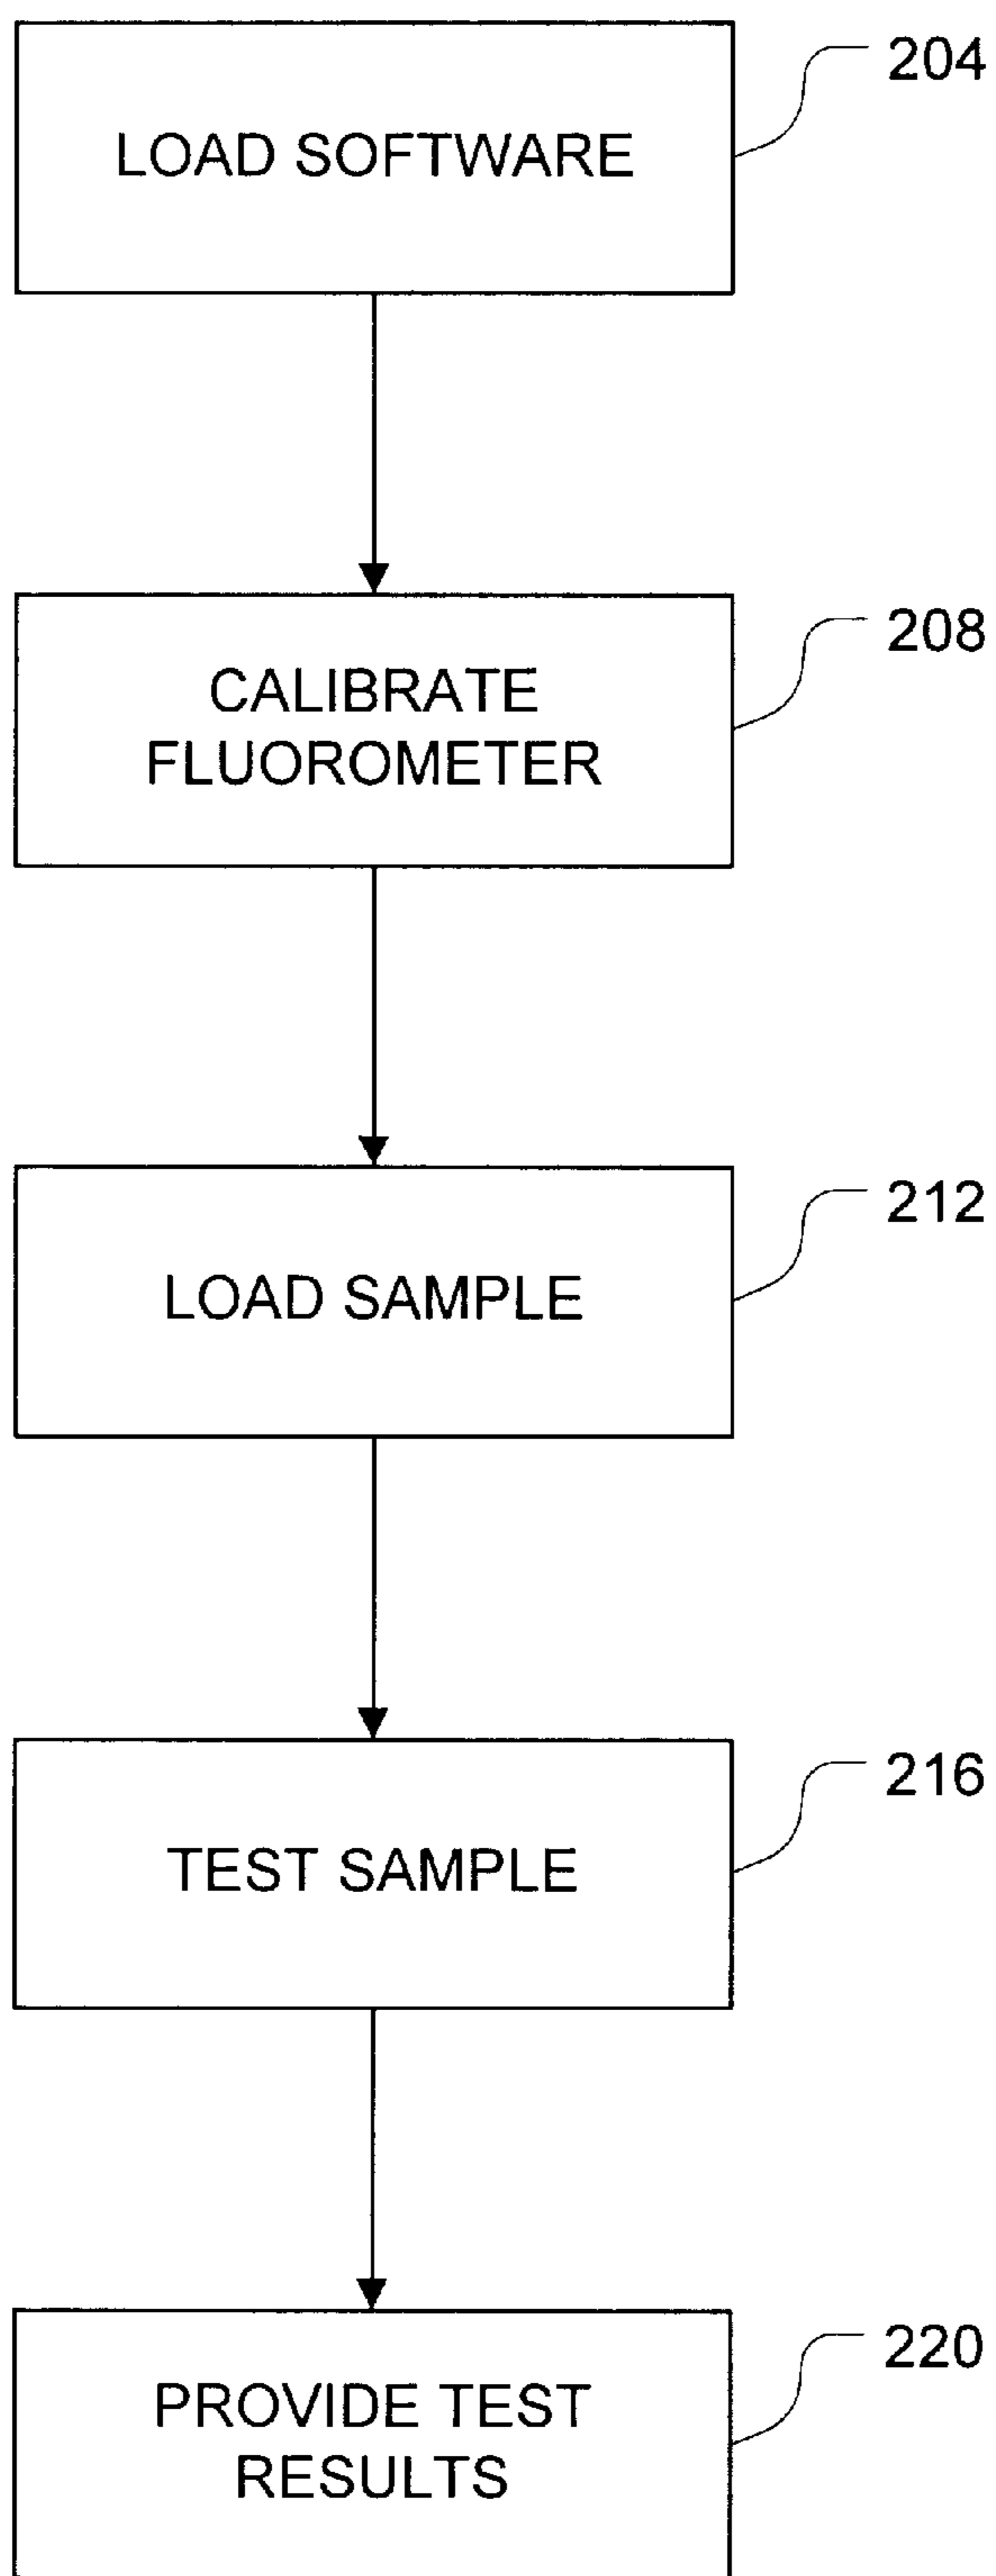 LOAD SOFTWARE
204
CALIBRATE
FLUOROMETER
208
LOAD SAMPLE
212
TEST SAMPLE
216
PROVIDE TEST
RESULTS
220